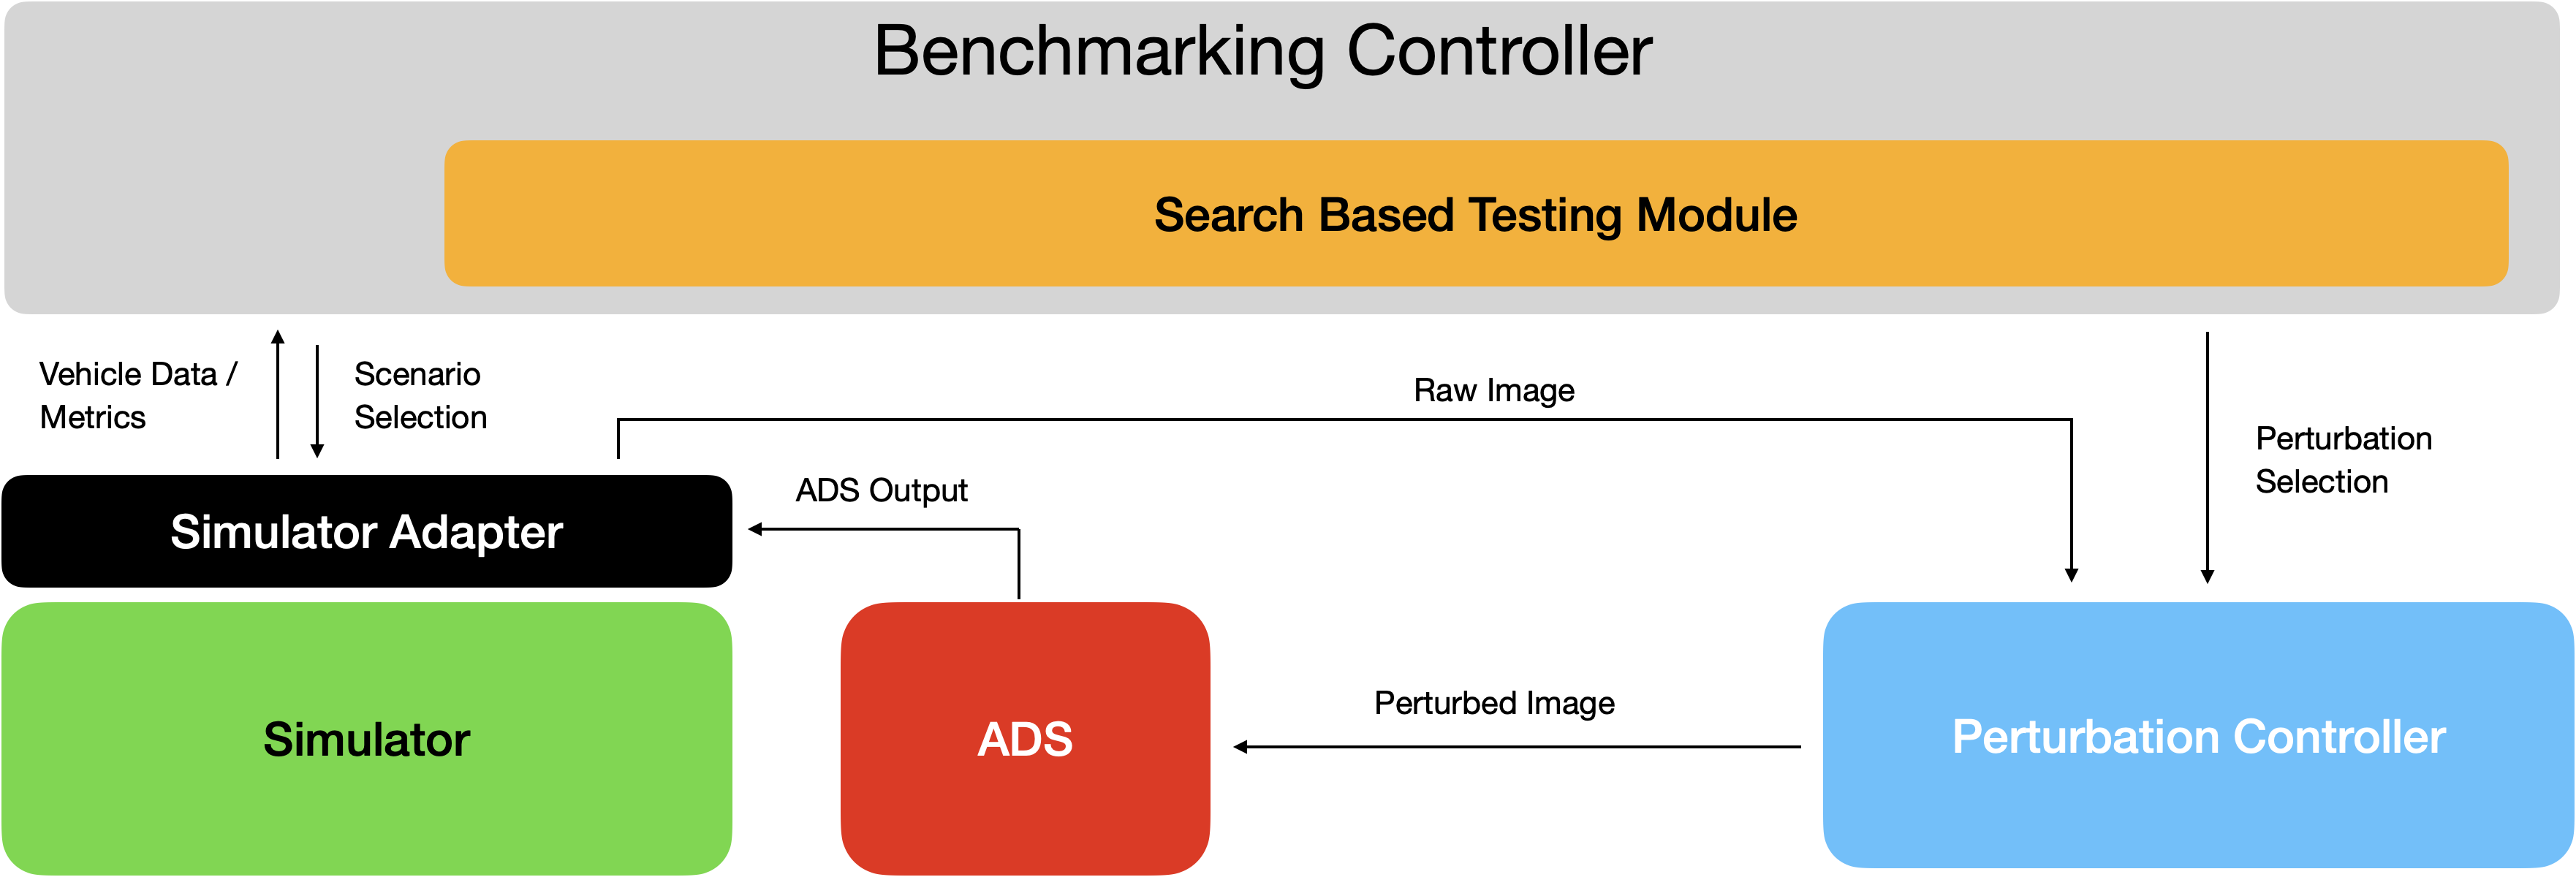 Benchmarking Controller
Search Based Testing Module
Vehicle Data /
Metrics
Scenario
Selection
Raw Image
Perturbation
Selection
ADS Output
Simulator Adapter
Simulator
ADS
Perturbed Image
Perturbation Controller